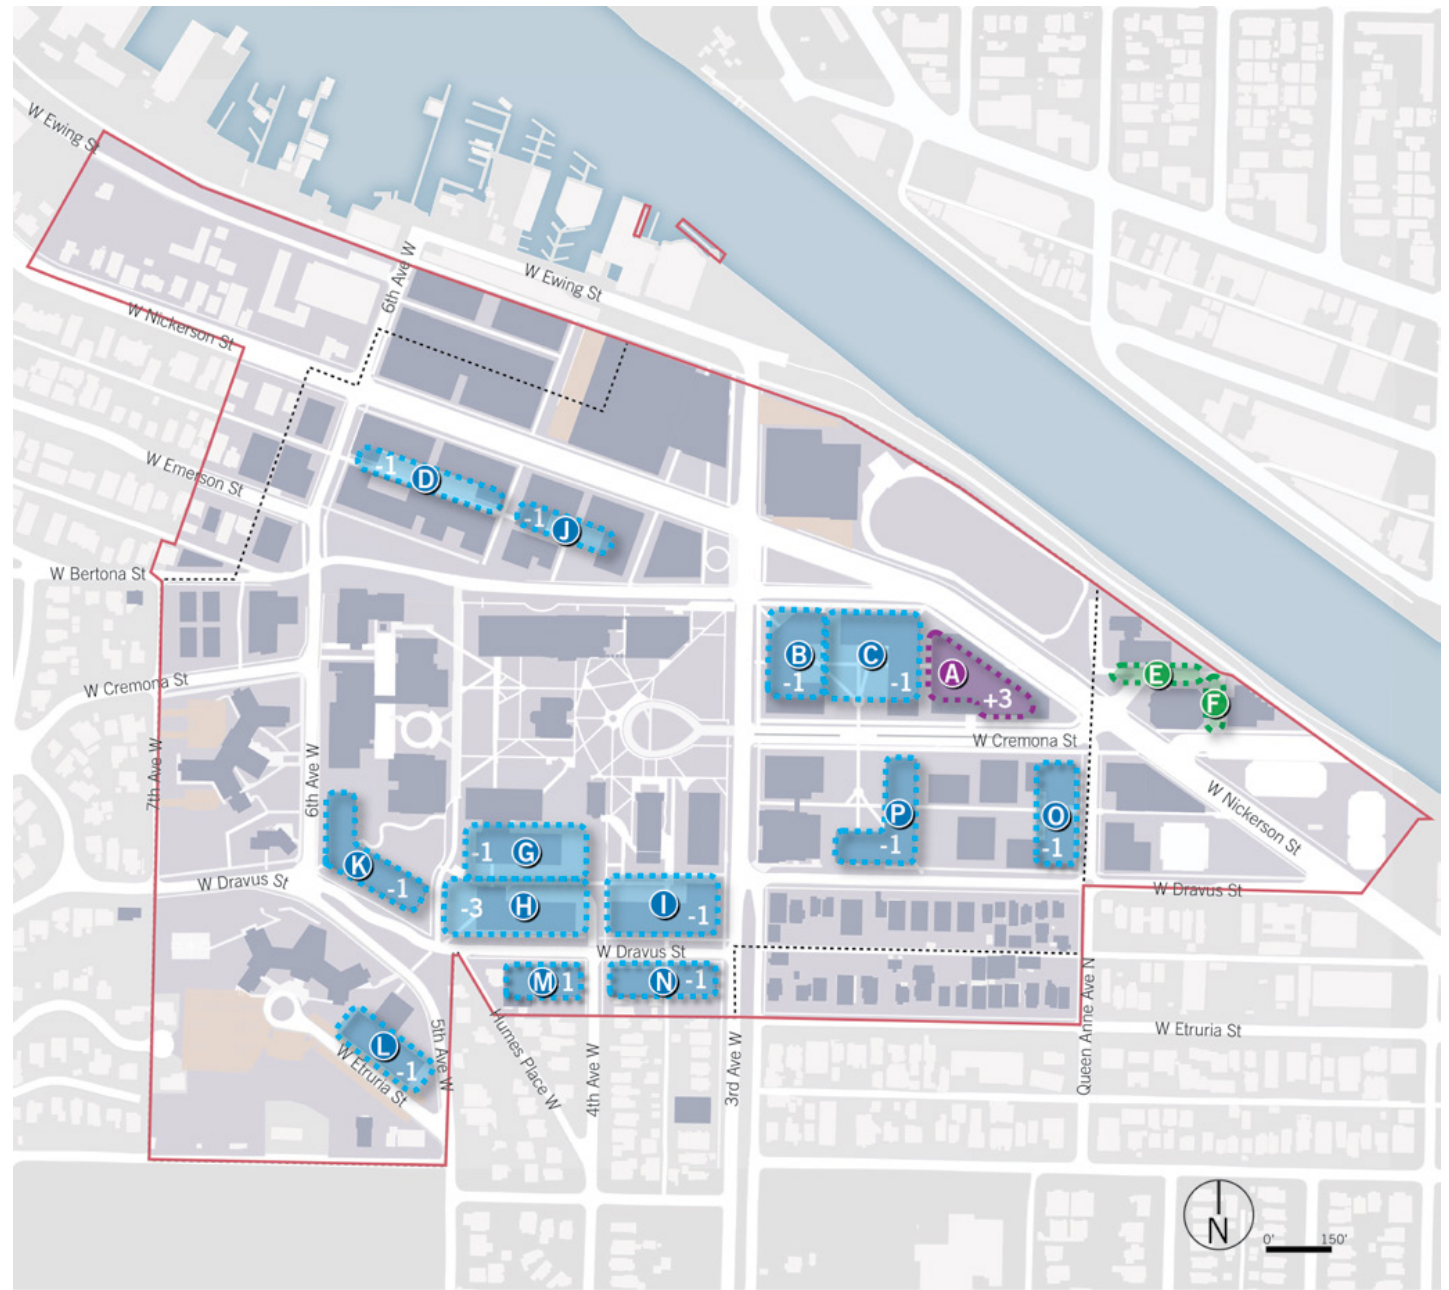 W Ewing St
W Ewing St
6th Ave W
W Nickerson St
W Emerson St
-1 D
-1 J
W Bertona St
B -1
C -1
A +3
E
F
W Cremona St
W Cremona St
7th Ave W
6th Ave W
P -1
O -1
W Nickerson St
K -1
-1 G
-3 H
I -1
W Dravus St
W Dravus St
W Dravus St
M 1
N -1
L -1
W Etruria St
5th Ave W
Humes Place W
4th Ave W
3rd Ave W
Queen Anne Ave N
W Etruria St
N
0' 150'